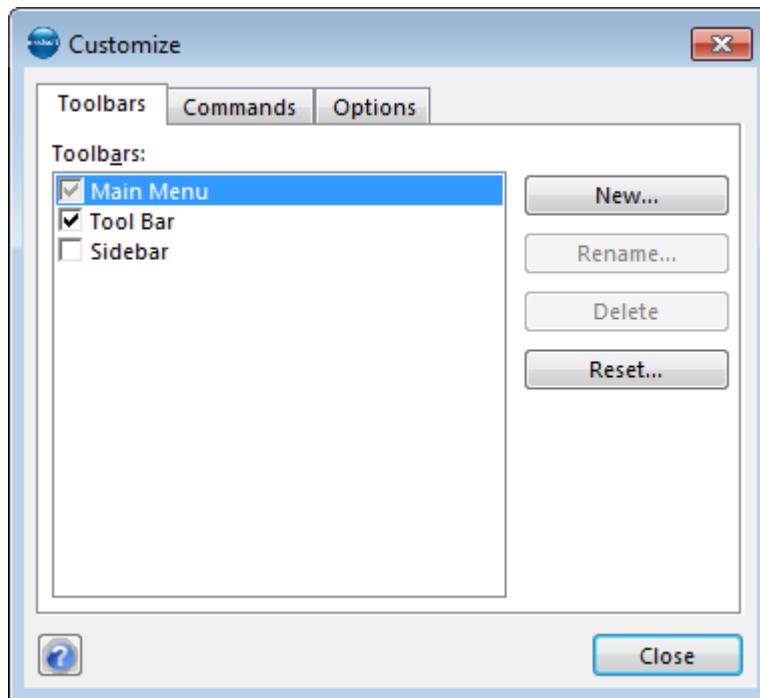 Customize
Toolbars Commands Options
Toolbars:
Main Menu
Tool Bar
Sidebar
New...
Rename...
Delete
Reset...
?
Close